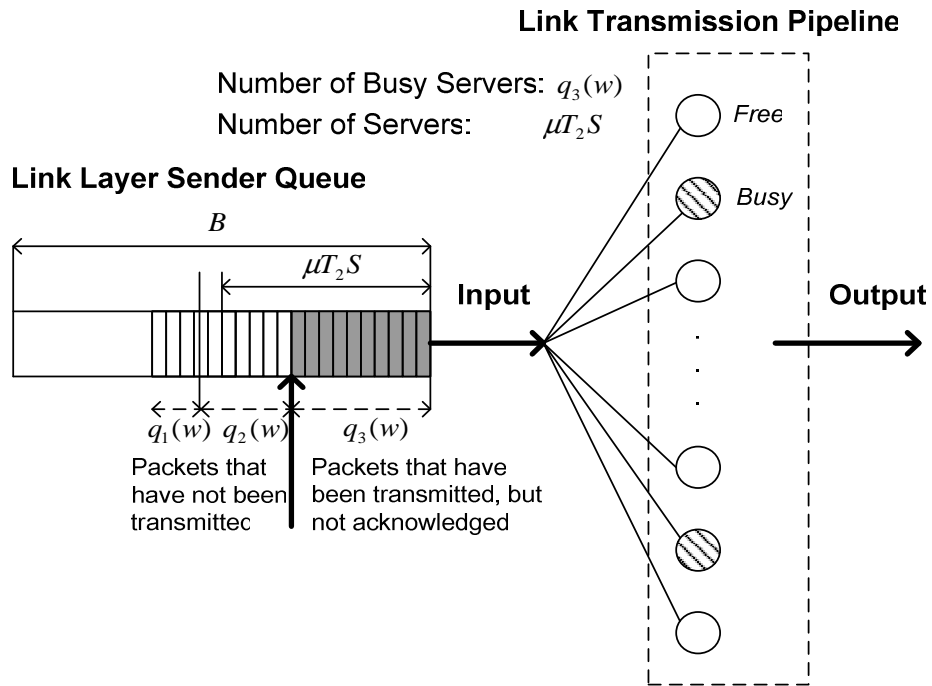 Link Transmission Pipeline
Number of Busy Servers: q₃(w)
Number of Servers: μT₂S
Free
Busy
Link Layer Sender Queue
B
μT₂S
Input
Output
.
.
.
q₁(w) q₂(w) q₃(w)
Packets that
have not been
transmitted
Packets that have
been transmitted, but
not acknowledged